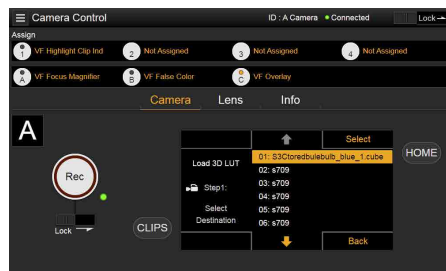 Camera Control
ID : A Camera
Connected
Lock
Assign
1 VF Highlight Clip Ind
2 Not Assigned
3 Not Assigned
4 Not Assigned
A VF Focus Magnifier
B VF False Color
C VF Overlay
Camera Lens Info
A
Select
Load 3D LUT
01: S3Ctoredbulebulb_blue_1.cube
02: s709
03: s709
04: s709
05: s709
06: s709
Step1:
Select
Destination
HOME
Rec
Lock
CLIPS
Back